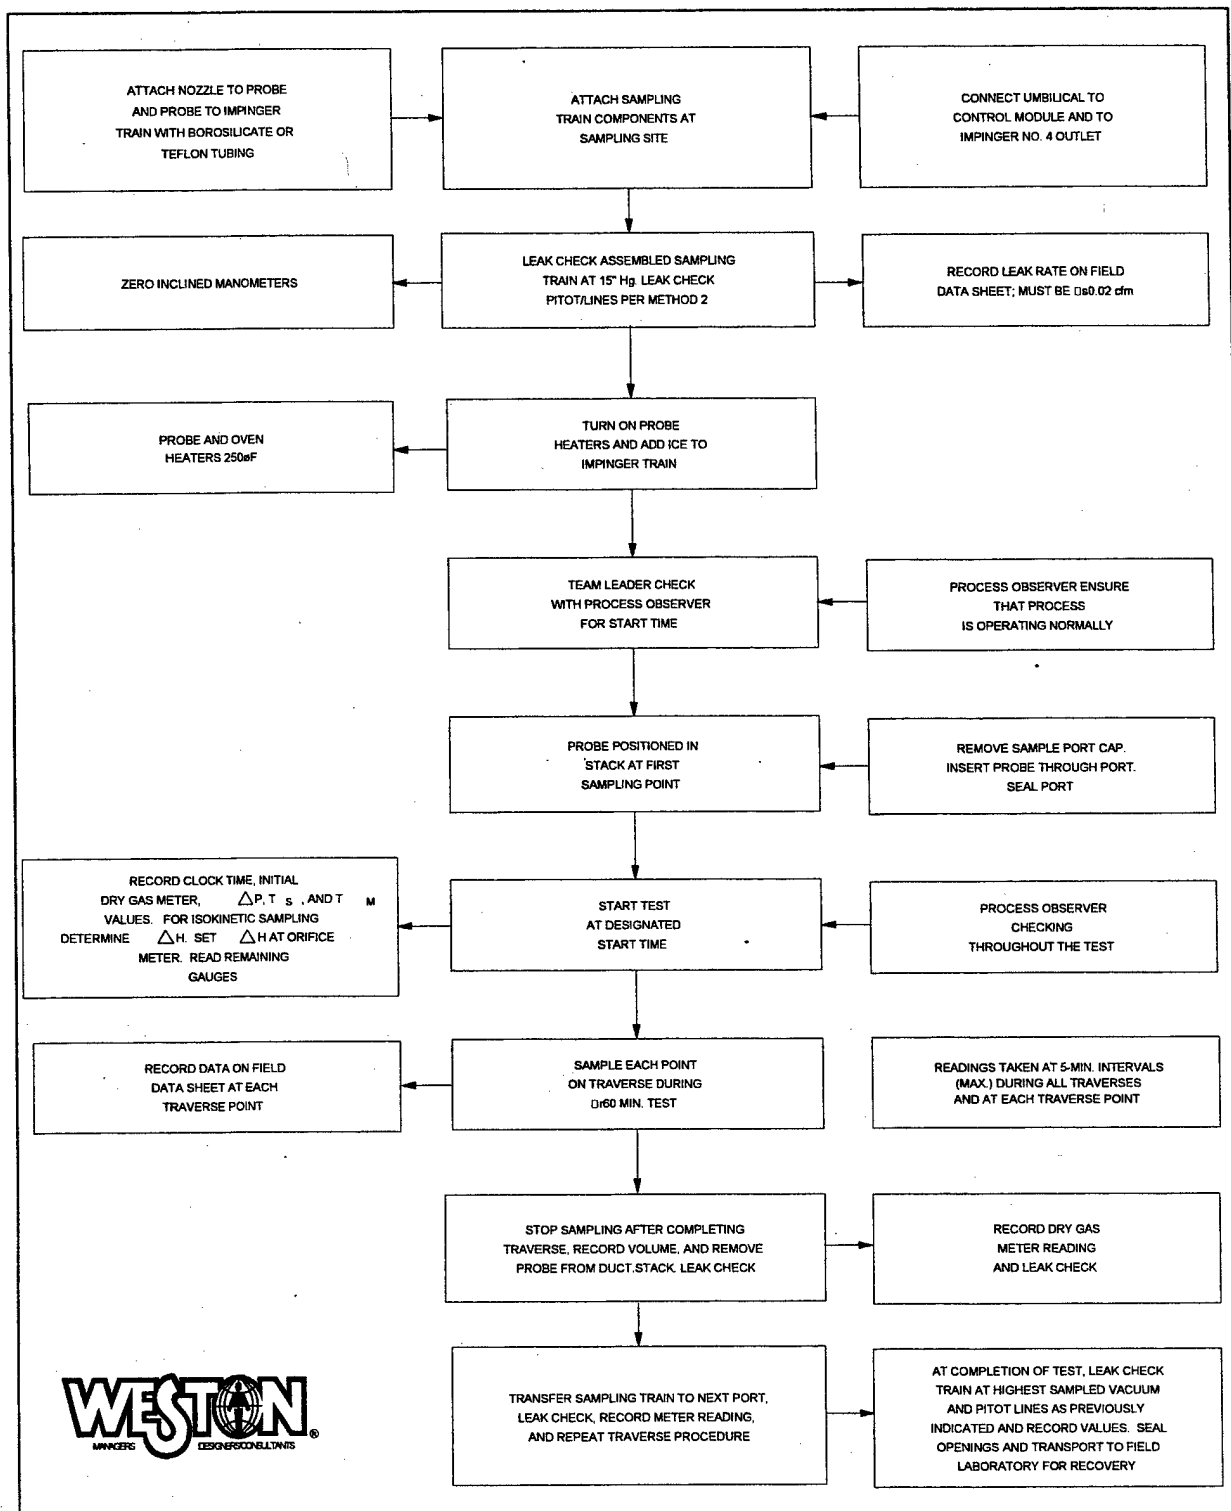 ATTACH NOZZLE TO PROBE
AND PROBE TO IMPINGER
TRAIN WITH BOROSILICATE OR
TEFLON TUBING
ATTACH SAMPLING
TRAIN COMPONENTS AT
SAMPLING SITE
CONNECT UMBILICAL TO
CONTROL MODULE AND TO
IMPINGER NO. 4 OUTLET
ZERO INCLINED MANOMETERS
LEAK CHECK ASSEMBLED SAMPLING
TRAIN AT 15" Hg. LEAK CHECK
PITOT/LINES PER METHOD 2
RECORD LEAK RATE ON FIELD
DATA SHEET; MUST BE □s0.02 cfm
PROBE AND OVEN
HEATERS 250øF
TURN ON PROBE
HEATERS AND ADD ICE TO
IMPINGER TRAIN
TEAM LEADER CHECK
WITH PROCESS OBSERVER
FOR START TIME
PROCESS OBSERVER ENSURE
THAT PROCESS
IS OPERATING NORMALLY
PROBE POSITIONED IN
STACK AT FIRST
SAMPLING POINT
REMOVE SAMPLE PORT CAP.
INSERT PROBE THROUGH PORT.
SEAL PORT
RECORD CLOCK TIME, INITIAL
DRY GAS METER, △P, T S , AND T M
VALUES. FOR ISOKINETIC SAMPLING
DETERMINE △H. SET △H AT ORIFICE
METER. READ REMAINING
GAUGES
START TEST
AT DESIGNATED
START TIME
PROCESS OBSERVER
CHECKING
THROUGHOUT THE TEST
RECORD DATA ON FIELD
DATA SHEET AT EACH
TRAVERSE POINT
SAMPLE EACH POINT
ON TRAVERSE DURING
□r60 MIN. TEST
READINGS TAKEN AT 5-MIN. INTERVALS
(MAX.) DURING ALL TRAVERSES
AND AT EACH TRAVERSE POINT
STOP SAMPLING AFTER COMPLETING
TRAVERSE, RECORD VOLUME, AND REMOVE
PROBE FROM DUCT.STACK. LEAK CHECK
RECORD DRY GAS
METER READING
AND LEAK CHECK
TRANSFER SAMPLING TRAIN TO NEXT PORT,
LEAK CHECK, RECORD METER READING,
AND REPEAT TRAVERSE PROCEDURE
AT COMPLETION OF TEST, LEAK CHECK
TRAIN AT HIGHEST SAMPLED VACUUM
AND PITOT LINES AS PREVIOUSLY
INDICATED AND RECORD VALUES. SEAL
OPENINGS AND TRANSPORT TO FIELD
LABORATORY FOR RECOVERY
WESTON®
MANAGERS DESIGNERS/CONSULTANTS